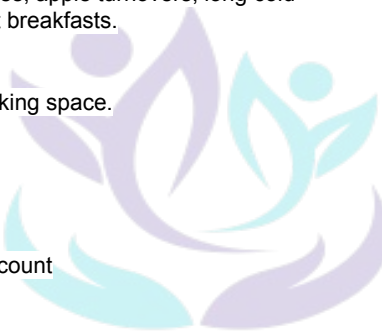 apple turnovers, long cold
breakfasts.
king space.
count